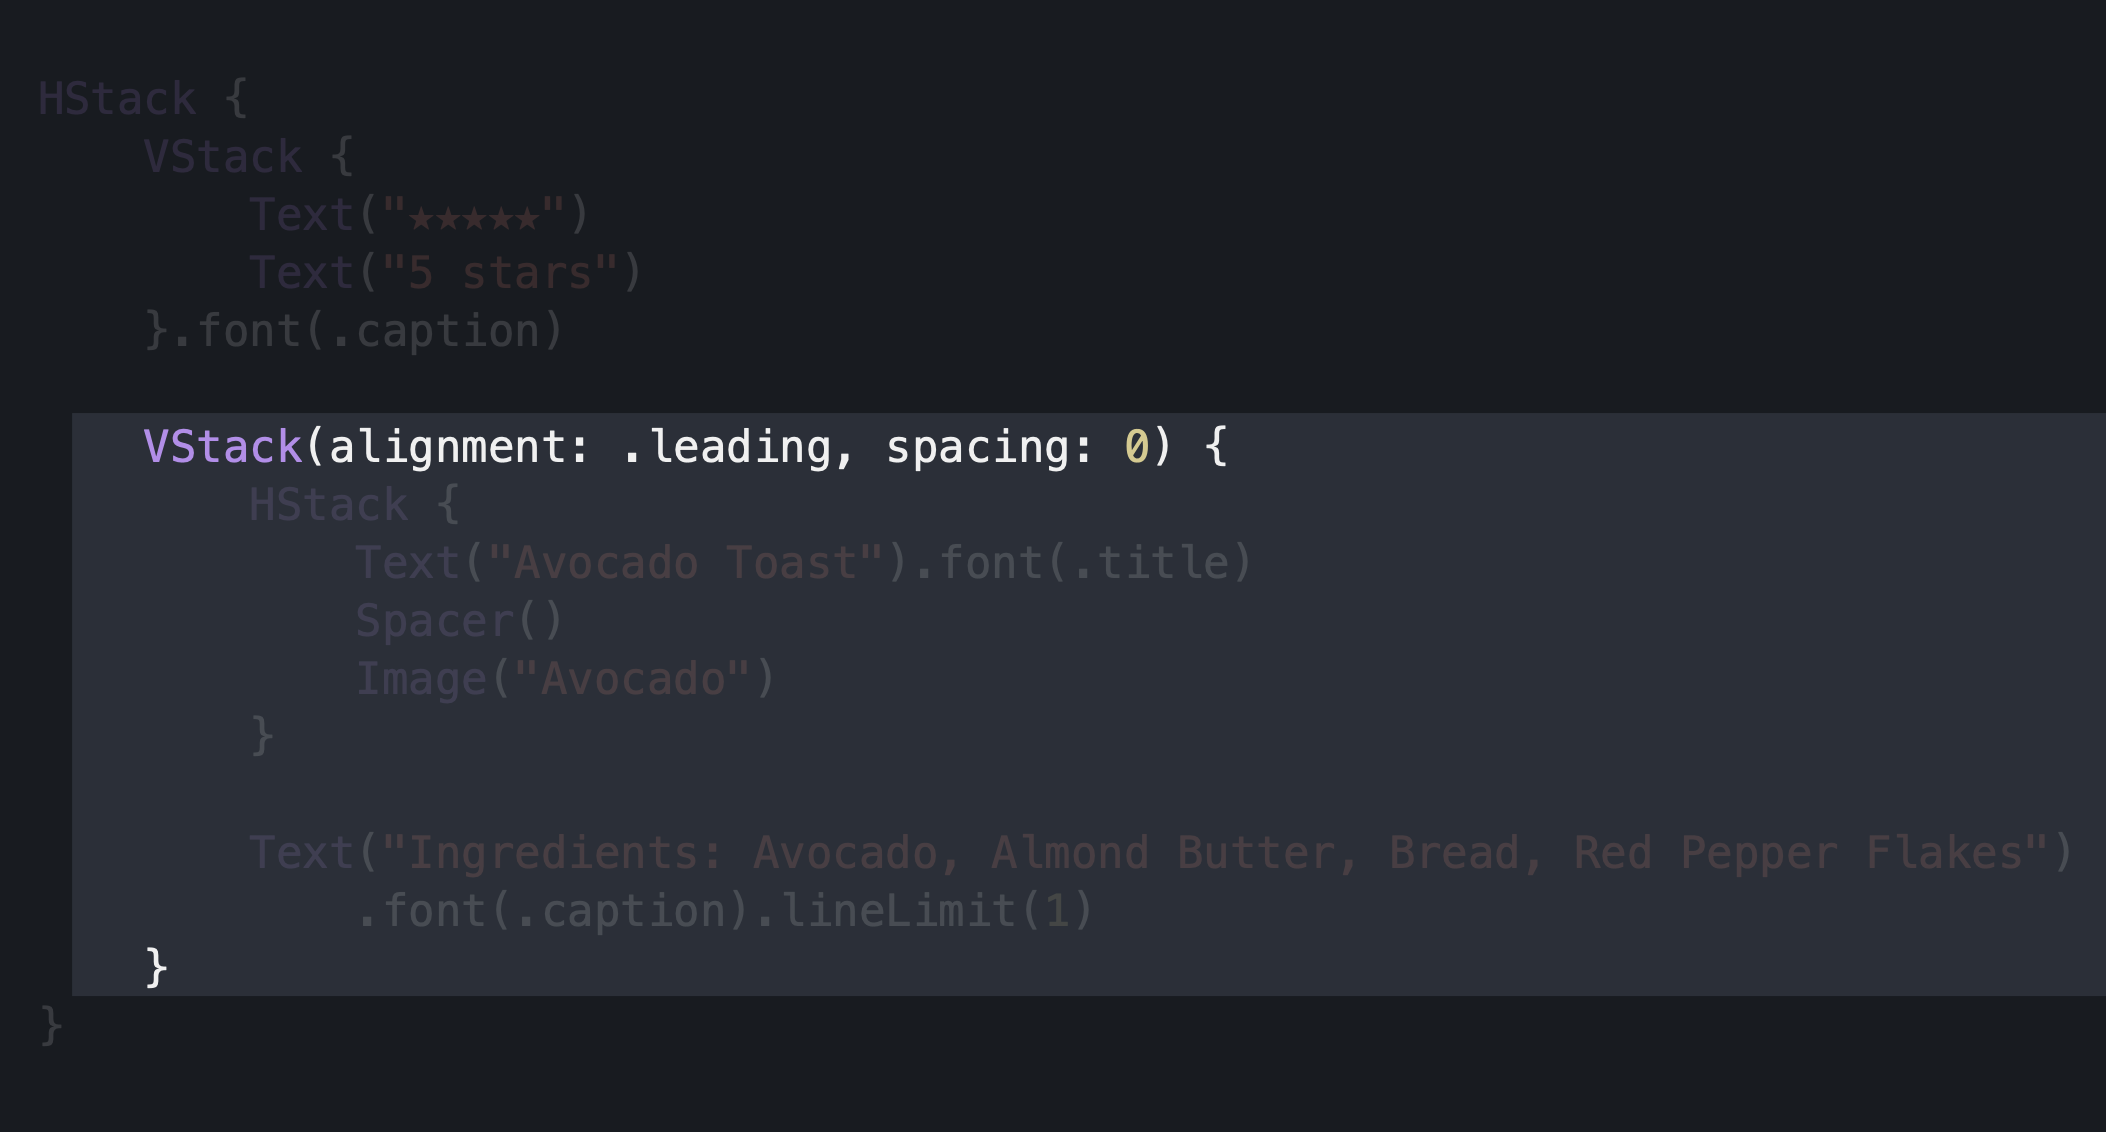 HStack {
    VStack {
        Text("★★★★★")
        Text("5 stars")
    }.font(.caption)

    VStack(alignment: .leading, spacing: 0) {
        HStack {
            Text("Avocado Toast").font(.title)
            Spacer()
            Image("Avocado")
        }

        Text("Ingredients: Avocado, Almond Butter, Bread, Red Pepper Flakes")
            .font(.caption).lineLimit(1)
    }
}